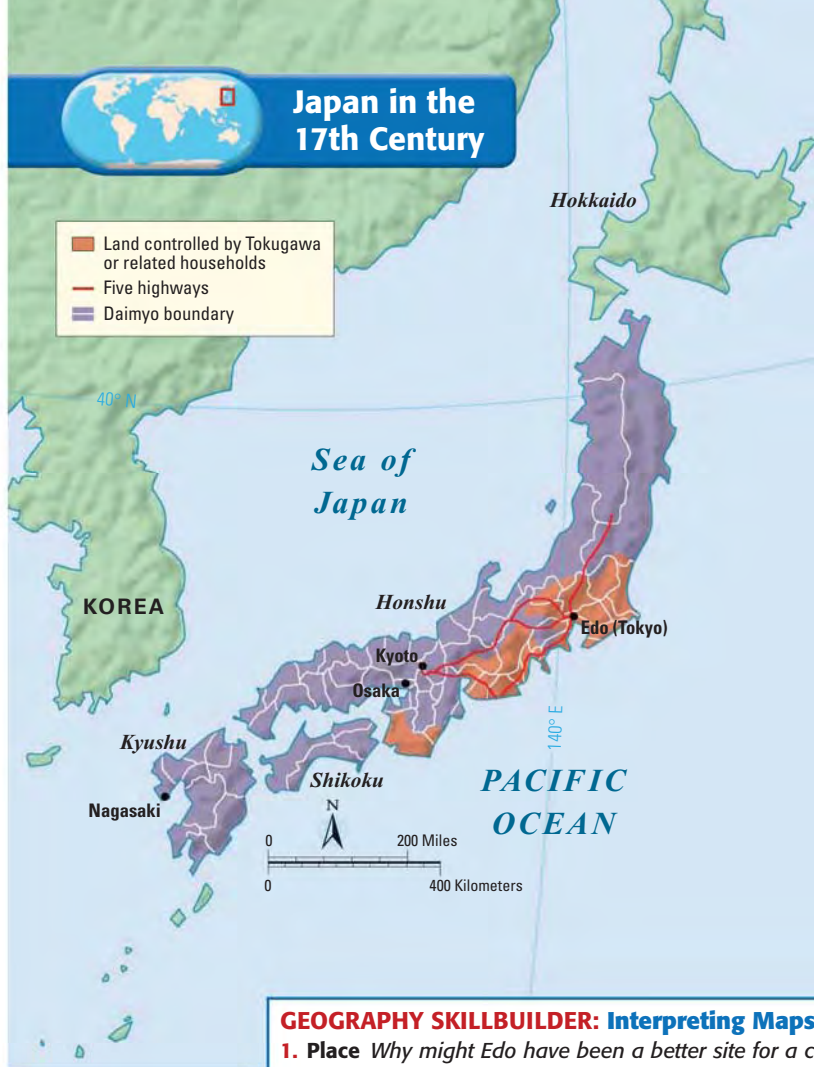 Japan in the
17th Century
Land controlled by Tokugawa
or related households
Five highways
Daimyo boundary
Hokkaido
40° N
Sea of
Japan
KOREA
Honshu
Edo (Tokyo)
Kyoto
Osaka
140° E
Kyushu
Shikoku
Nagasaki
PACIFIC
OCEAN
N
0 200 Miles
0 400 Kilometers
GEOGRAPHY SKILLBUILDER: Interpreting Maps
1. Place Why might Edo have been a better site for a c